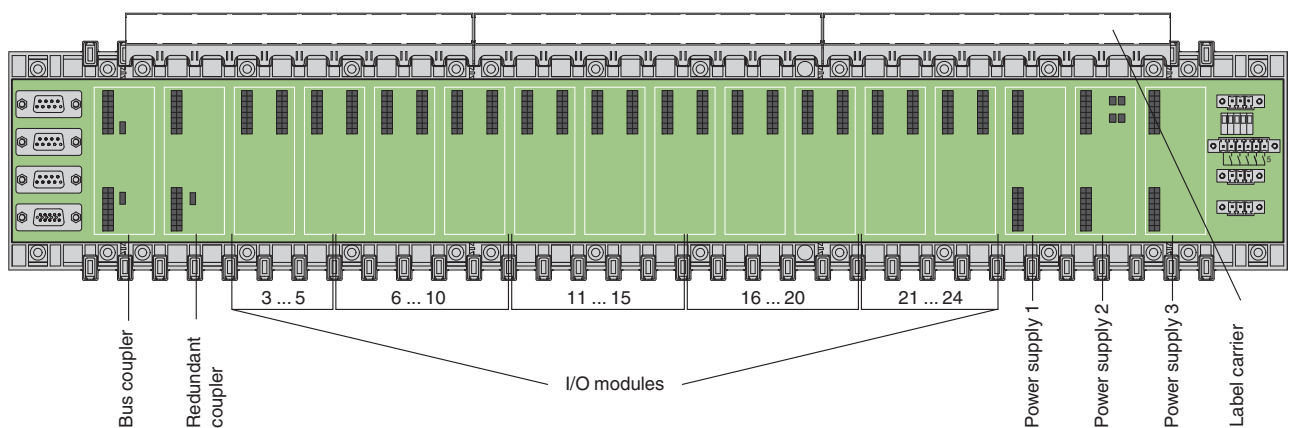 5
3 ... 5
6 ... 10
11 ... 15
16 ... 20
21 ... 24
I/O modules
Bus coupler
Redundant
coupler
Power supply 1
Power supply 2
Power supply 3
Label carrier